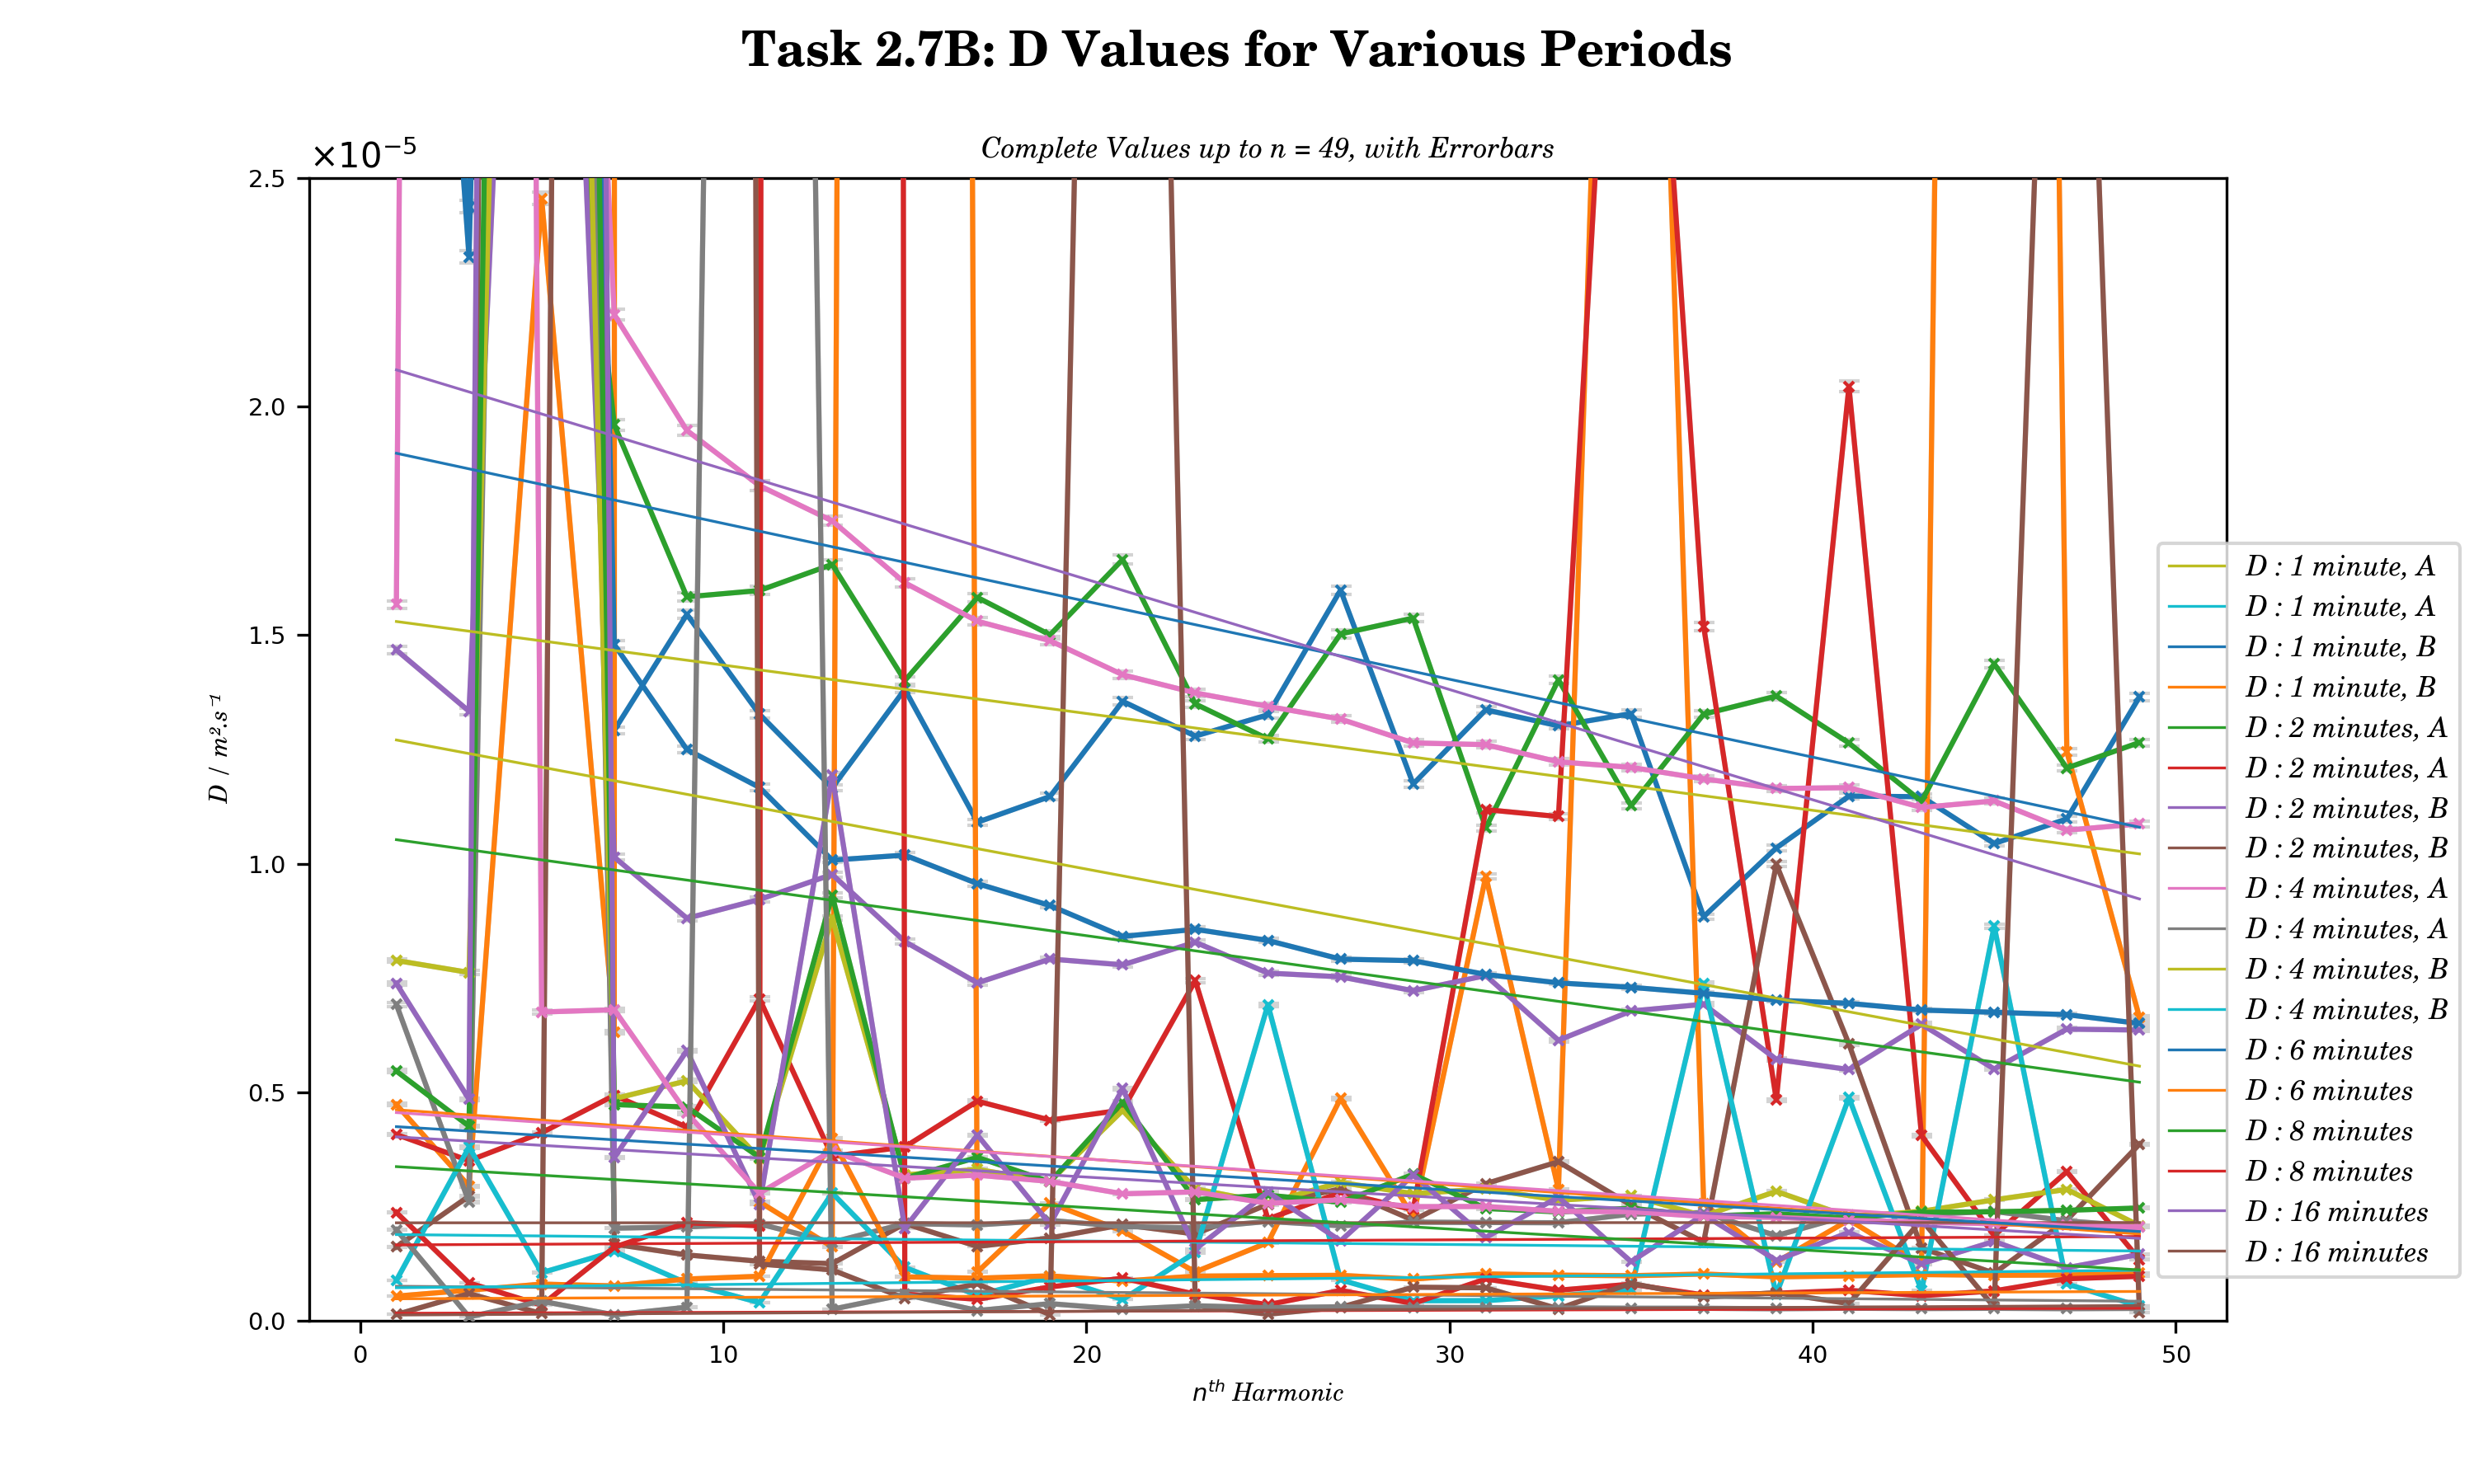 Task 2.7B: D Values for Various Periods
Complete Values up to n = 49, with Errorbars
×10⁻⁵
2.5
2.0
1.5
1.0
0.5
0.0
D / m².s⁻¹
0 10 20 30 40 50
nᵗʰ Harmonic
D : 1 minute, A
D : 1 minute, A
D : 1 minute, B
D : 1 minute, B
D : 2 minutes, A
D : 2 minutes, A
D : 2 minutes, B
D : 2 minutes, B
D : 4 minutes, A
D : 4 minutes, A
D : 4 minutes, B
D : 4 minutes, B
D : 6 minutes
D : 6 minutes
D : 8 minutes
D : 8 minutes
D : 16 minutes
D : 16 minutes